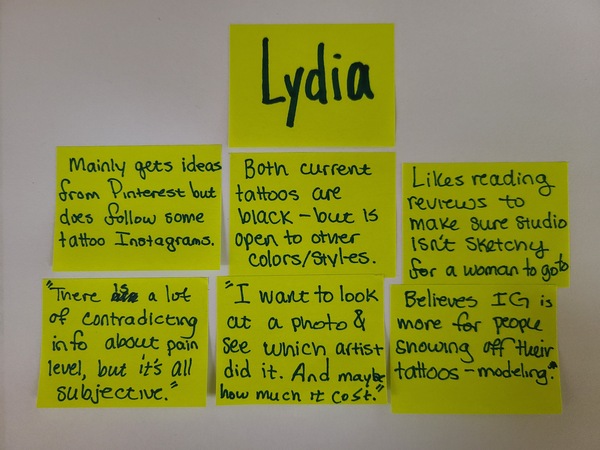 Lydia
Mainly gets ideas
from Pinterest but
does follow some
tattoo Instagrams.
Both current
tattoos are
black - but is
open to other
colors/styles.
Likes reading
reviews to
make sure studio
isn't sketchy
for a woman to go to
"There is a lot
of contradicting
info about pain
level, but it's all
subjective."
"I want to look
at a photo &
see which artist
did it. And maybe
how much it cost."
Believes IG is
more for people
showing off their
tattoos - modeling."